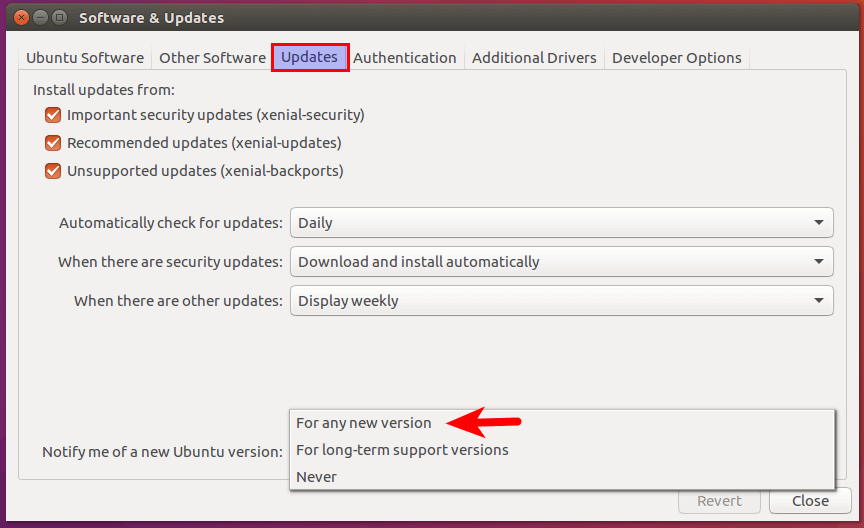 Software & Updates
Ubuntu Software Other Software Updates Authentication Additional Drivers Developer Options
Install updates from:
Important security updates (xenial-security)
Recommended updates (xenial-updates)
Unsupported updates (xenial-backports)
Automatically check for updates: Daily
When there are security updates: Download and install automatically
When there are other updates: Display weekly
For any new version
Notify me of a new Ubuntu version: For long-term support versions
Never
Revert Close